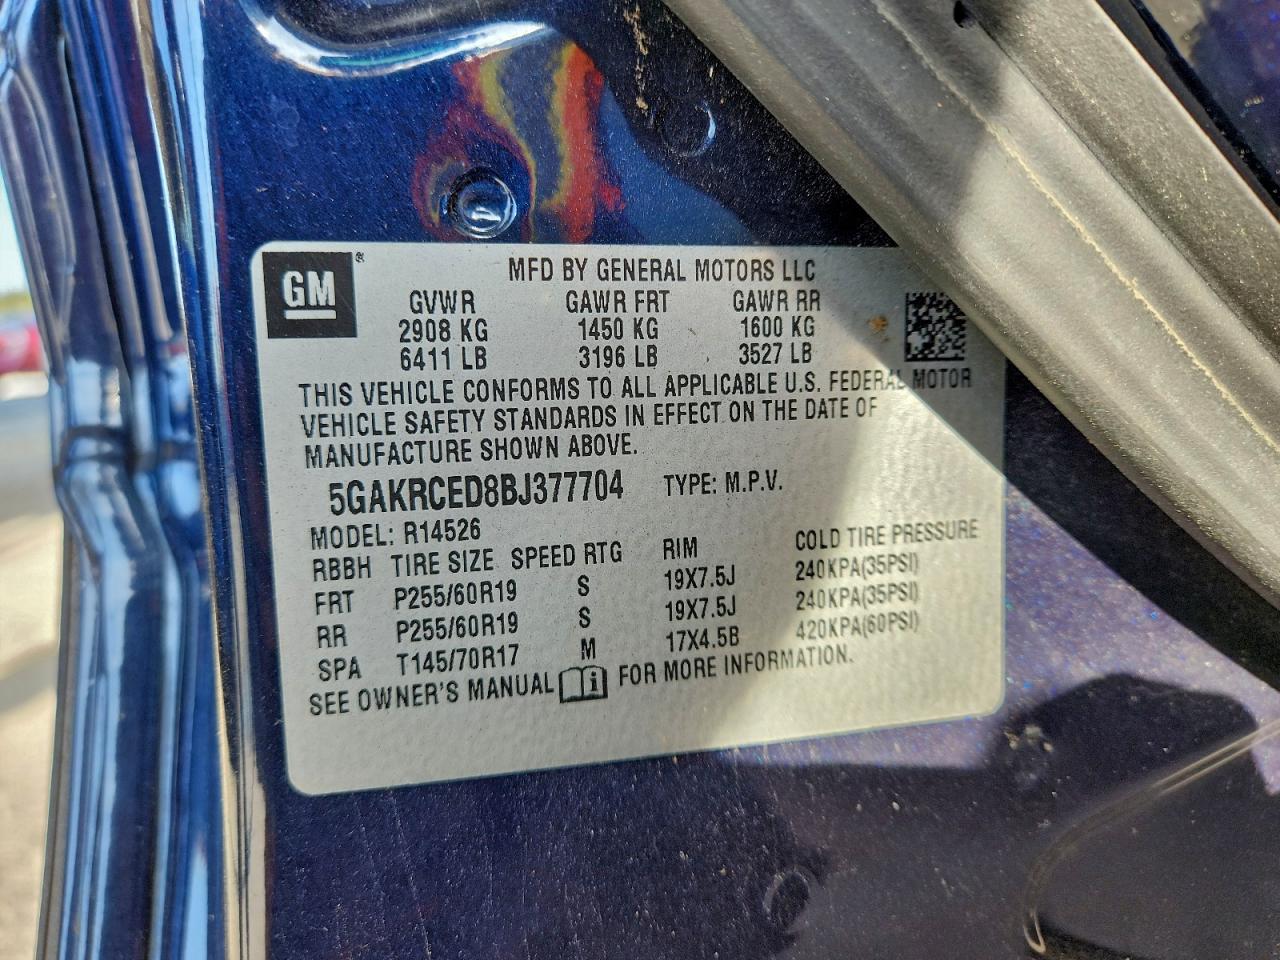 GM ®
MFD BY GENERAL MOTORS LLC
GVWR GAWR FRT GAWR RR
2908 KG 1450 KG 1600 KG
6411 LB 3196 LB 3527 LB
THIS VEHICLE CONFORMS TO ALL APPLICABLE U.S. FEDERAL MOTOR
VEHICLE SAFETY STANDARDS IN EFFECT ON THE DATE OF
MANUFACTURE SHOWN ABOVE.
5GAKRCED8BJ377704 TYPE: M.P.V.
MODEL: R14526
RBBH TIRE SIZE SPEED RTG RIM COLD TIRE PRESSURE
FRT P255/60R19 S 19X7.5J 240KPA(35PSI)
RR P255/60R19 S 19X7.5J 240KPA(35PSI)
SPA T145/70R17 M 17X4.5B 420KPA(60PSI)
SEE OWNER'S MANUAL i FOR MORE INFORMATION.